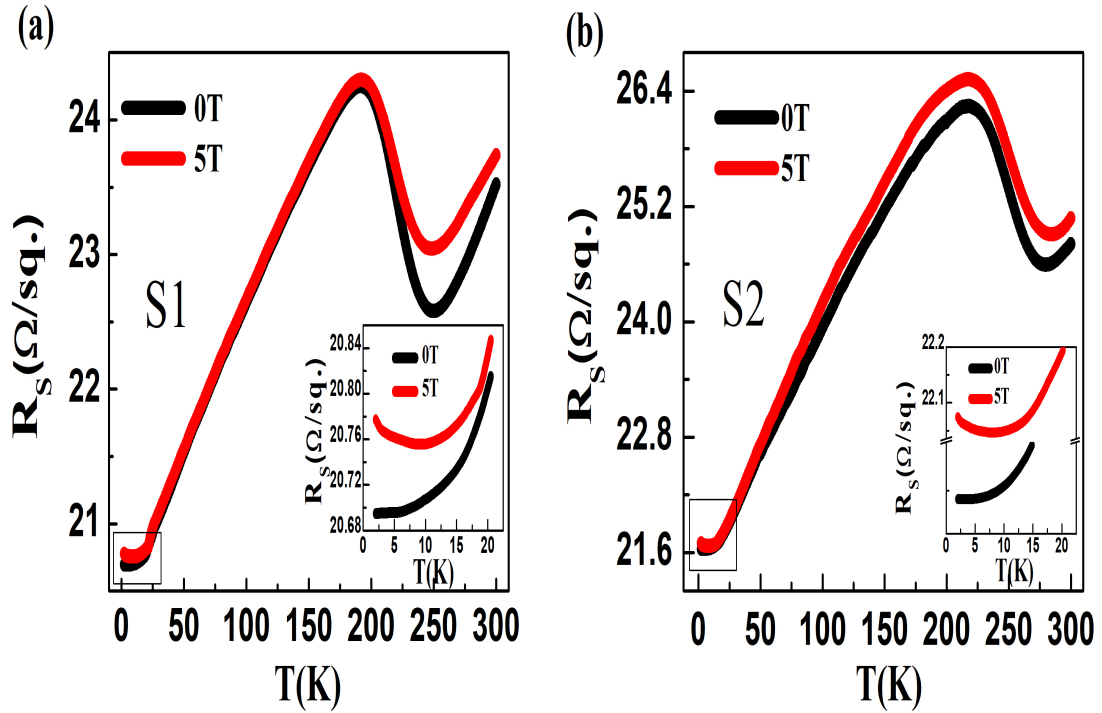 (a)
0T
5T
R_S(Ω/sq.)
24
23
22
21
S1
0T
5T
R_S(Ω/sq.)
20.84
20.80
20.76
20.72
20.68
0 5 10 15 20
T(K)
0 50 100 150 200 250 300
T(K)
(b)
0T
5T
R_S(Ω/sq.)
26.4
25.2
24.0
22.8
21.6
S2
0T
5T
R_S(Ω/sq.)
22.2
22.1
0 5 10 15 20
T(K)
0 50 100 150 200 250 300
T(K)